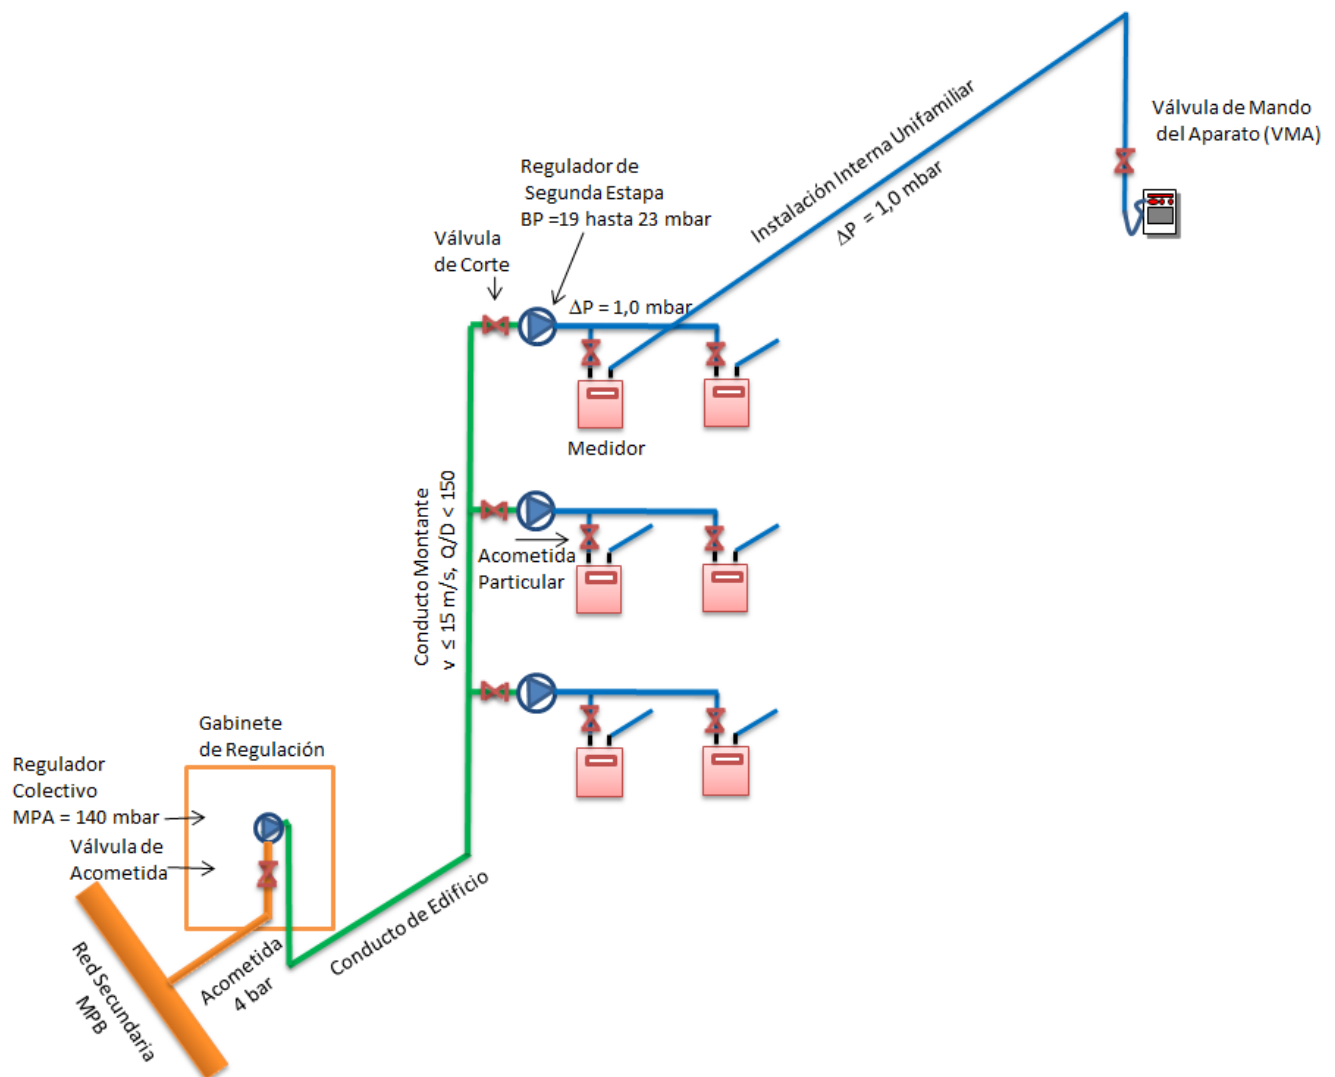 Instalación Interna Unifamiliar
ΔP = 1,0 mbar
Válvula de Mando
del Aparato (VMA)
Regulador de
Segunda Estapa
BP =19 hasta 23 mbar
Válvula
de Corte
ΔP = 1,0 mbar
Medidor
Conducto Montante
v ≤ 15 m/s, Q/D < 150
Acometida
Particular
Gabinete
de Regulación
Regulador
Colectivo
MPA = 140 mbar
Válvula de
Acometida
Conducto de Edificio
Acometida
4 bar
Red Secundaria
MPB